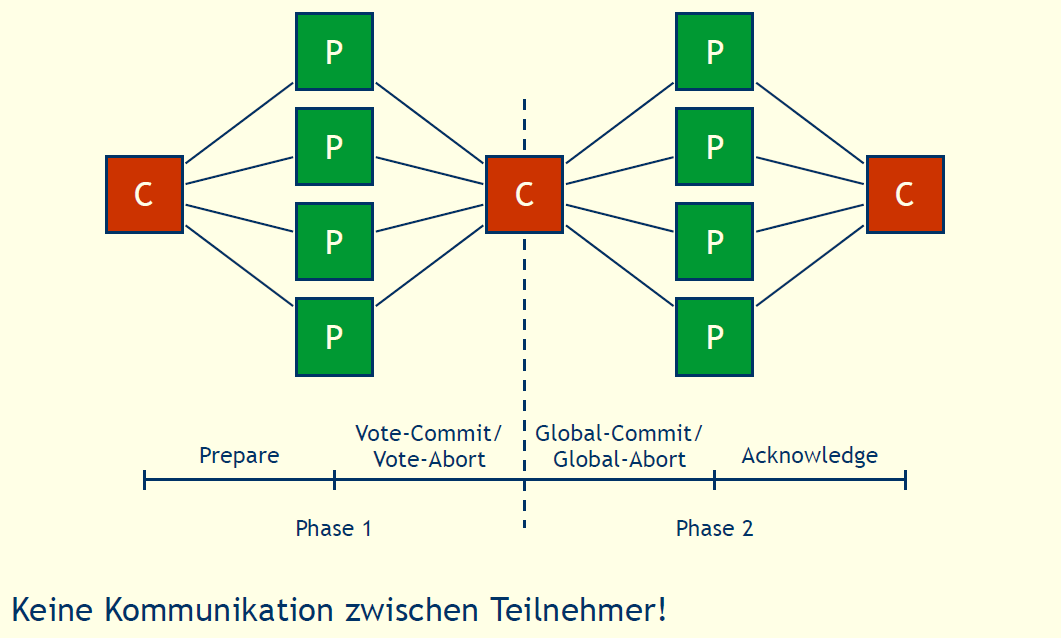 P
P
C
P
C
P
P
P
C
P
P
Vote-Commit/
Vote-Abort
Global-Commit/
Global-Abort
Prepare
Acknowledge
Phase 1
Phase 2
Keine Kommunikation zwischen Teilnehmer!